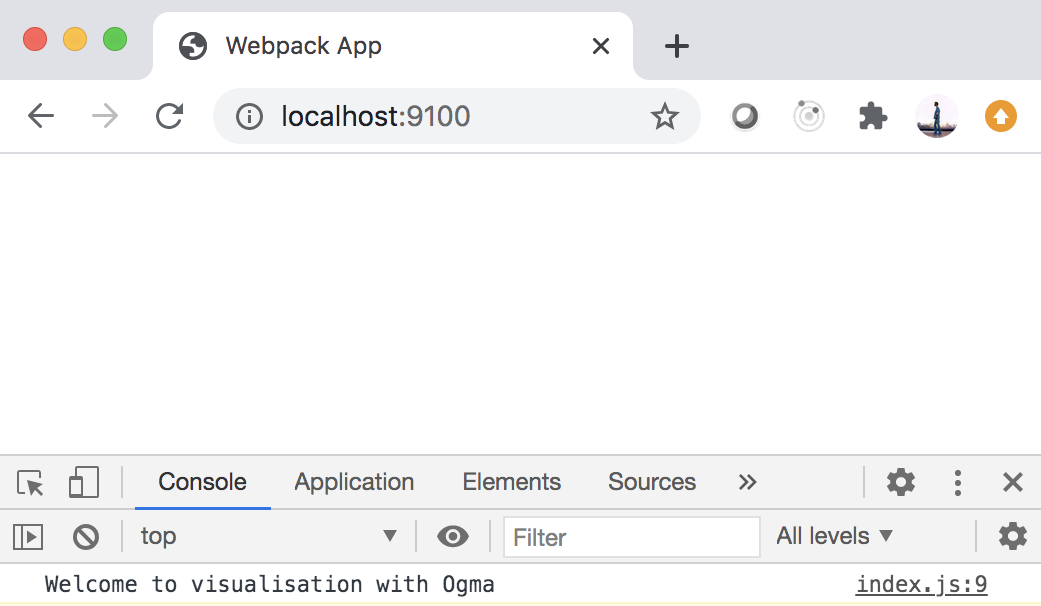 Webpack App
localhost:9100
Console Application Elements Sources
top Filter All levels
Welcome to visualisation with Ogma index.js:9